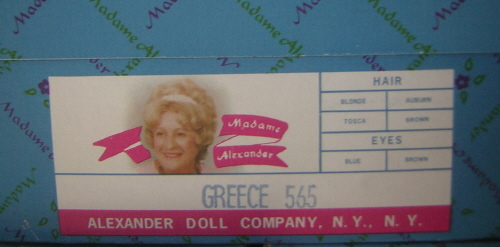 Madame
Alexander
HAIR
BLONDE AUBURN
TOSCA BROWN
EYES
BLUE BROWN
GREECE 565
ALEXANDER DOLL COMPANY, N.Y., N.Y.